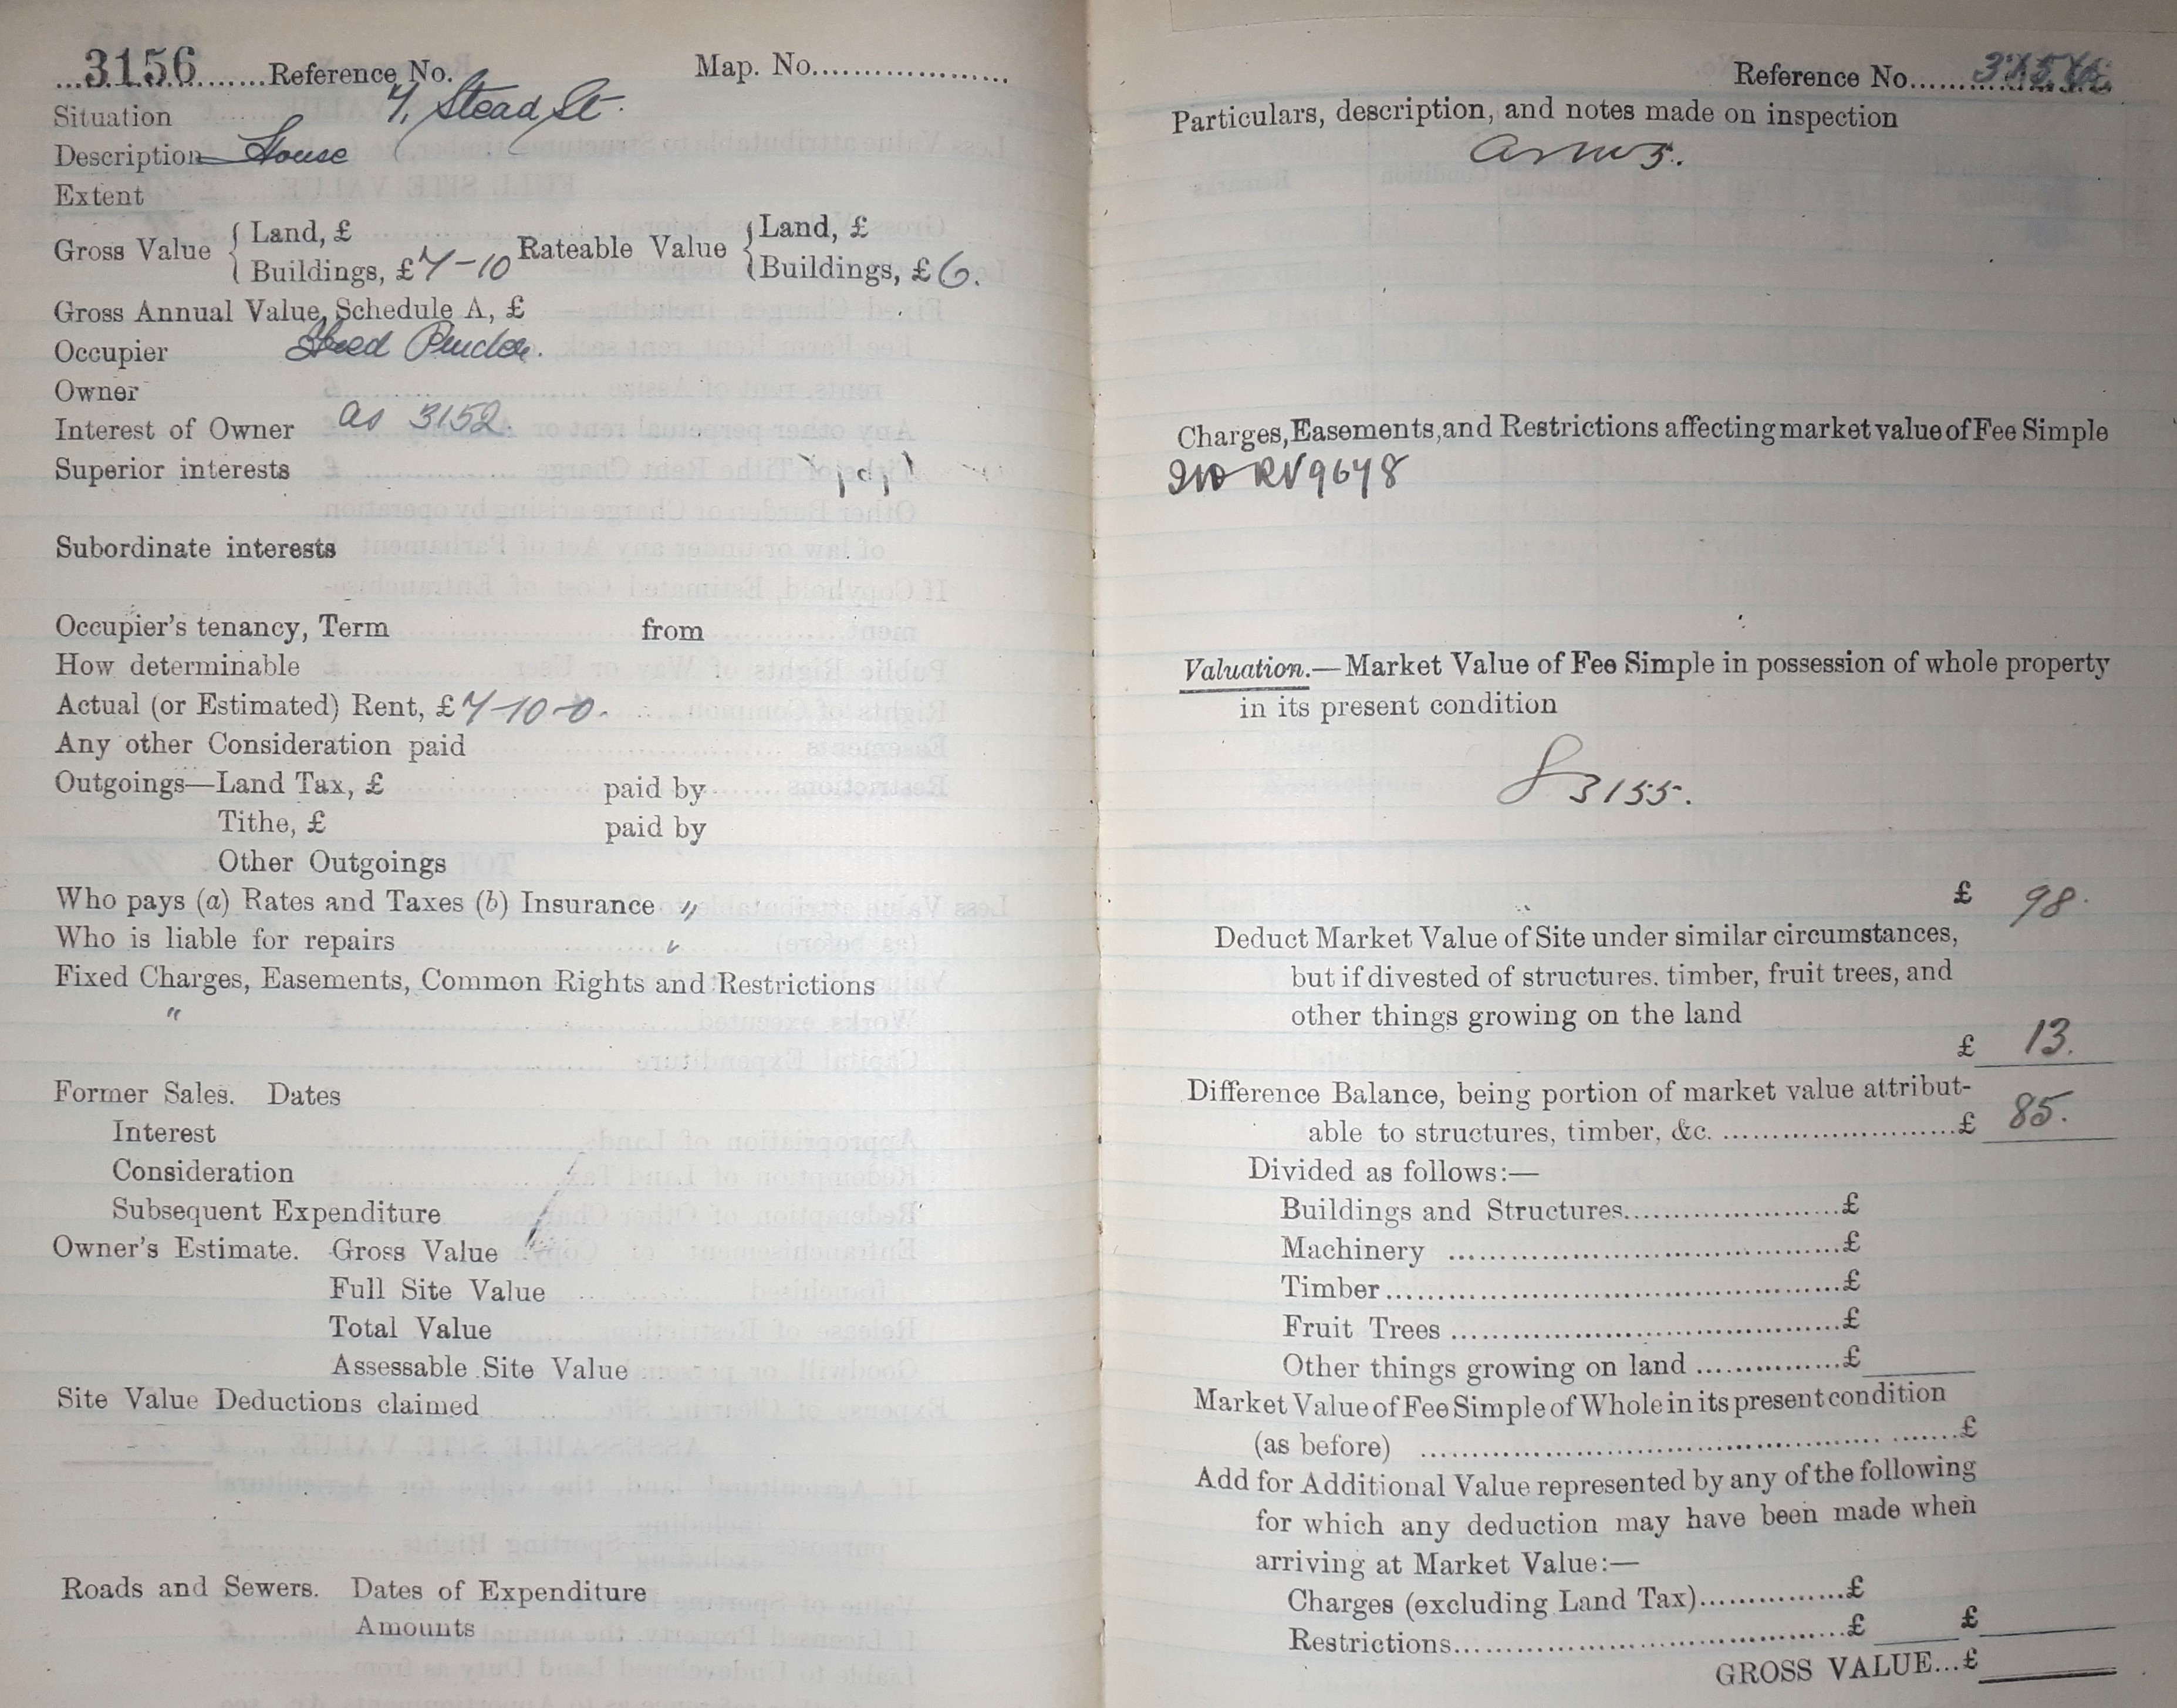 3156 Reference No. Map. No.
Situation 7, Stead St.
Description House
Extent
Gross Value { Land, £ Rateable Value { Land, £
Buildings, £7-10 Buildings, £6.
Gross Annual Value, Schedule A, £
Occupier
Owner
Interest of Owner as 3152.
Superior interests
Subordinate interests
Occupier's tenancy, Term from
How determinable
Actual (or Estimated) Rent, £7-10-0.
Any other Consideration paid
Outgoings—Land Tax, £ paid by
Tithe, £ paid by
Other Outgoings
Who pays (a) Rates and Taxes (b) Insurance "
Who is liable for repairs "
Fixed Charges, Easements, Common Rights and Restrictions
"
Former Sales. Dates
Interest
Consideration
Subsequent Expenditure
Owner's Estimate. Gross Value
Full Site Value
Total Value
Assessable Site Value
Site Value Deductions claimed
Roads and Sewers. Dates of Expenditure
Amounts
Reference No.
Particulars, description, and notes made on inspection
Charges, Easements, and Restrictions affecting market value of Fee Simple
RV9678
Valuation.—Market Value of Fee Simple in possession of whole property
in its present condition
3155.
£ 98.
Deduct Market Value of Site under similar circumstances,
but if divested of structures. timber, fruit trees, and
other things growing on the land
£ 13.
Difference Balance, being portion of market value attribut-
able to structures, timber, &c. £ 85.
Divided as follows:—
Buildings and Structures £
Machinery £
Timber £
Fruit Trees £
Other things growing on land £
Market Value of Fee Simple of Whole in its present condition
(as before) £
Add for Additional Value represented by any of the following
for which any deduction may have been made when
arriving at Market Value:—
Charges (excluding Land Tax) £
Restrictions £ £
GROSS VALUE...£